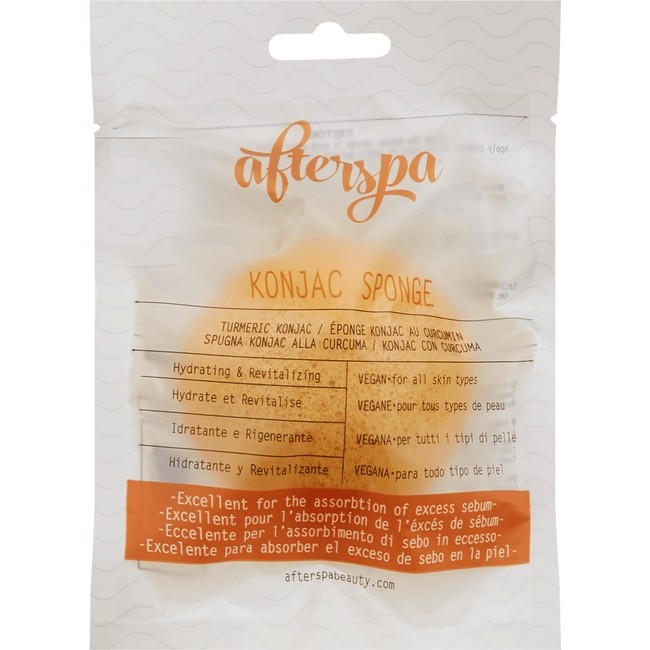 afterspa
KONJAC SPONGE
TURMERIC KONJAC / ÉPONGE KONJAC AU CURCUMIN
SPUGNA KONJAC ALLA CURCUMA / KONJAC CON CURCUMA
Hydrating & Revitalizing
VEGAN•for all skin types
Hydrate et Revitalise
VEGANE•pour tous types de peau
Idratante e Rigenerante
VEGANA•per tutti i tipi di pelle
Hidratante y Revitalizante
VEGANA•para todo tipo de piel
-Excellent for the assorbtion of excess sebum-
-Excellent pour l'absorption de l'éxcés de sébum-
-Eccelente per l'assorbimento di sebo in eccesso-
-Excelente para absorber el exceso de sebo en la piel-
afterspabeauty.com